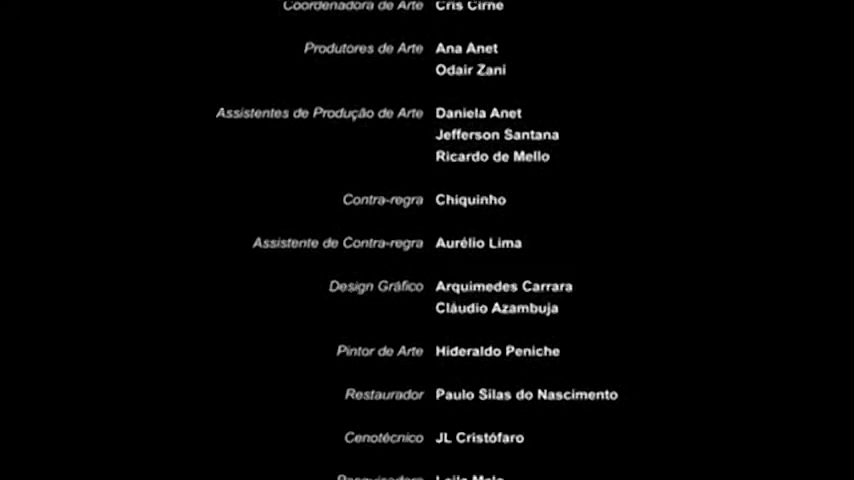 Coordenadora de Arte Cris Cirne
Produtores de Arte Ana Anet
Odair Zani
Assistentes de Produção de Arte Daniela Anet
Jefferson Santana
Ricardo de Mello
Contra-regra Chiquinho
Assistente de Contra-regra Aurélio Lima
Design Gráfico Arquimedes Carrara
Cláudio Azambuja
Pintor de Arte Hideraldo Peniche
Restaurador Paulo Silas do Nascimento
Cenotécnico JL Cristófaro